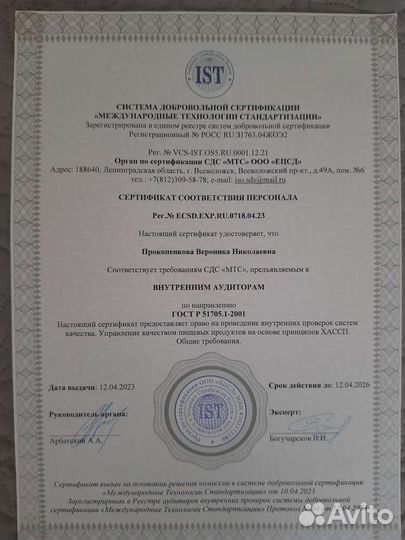 IST
СИСТЕМА ДОБРОВОЛЬНОЙ СЕРТИФИКАЦИИ
«МЕЖДУНАРОДНЫЕ ТЕХНОЛОГИИ СТАНДАРТИЗАЦИИ»
Зарегистрирована в едином реестре систем добровольной сертификации
Регистрационный № РОСС RU.31763.04ЖОЭ2
Рег. № VCS-IST.OS5.RU.0001.12.21
Орган по сертификации СДС «МТС» ООО «ЕЦСД»
Адрес: 188640, Ленинградская область, г. Всеволожск, Всеволожский пр-кт., д.49А, пом. №6
тел.: +7(812)309-58-78; e-mail: iso.sds@mail.ru
СЕРТИФИКАТ СООТВЕТСТВИЯ ПЕРСОНАЛА
Рег.№ ECSD.EXP.RU.0718.04.23
Настоящий сертификат удостоверяет, что
Прокопенкова Вероника Николаевна
Соответствует требованиям СДС «МТС», предъявляемым к
ВНУТРЕННИМ АУДИТОРАМ
по направлению
ГОСТ Р 51705.1-2001
Настоящий сертификат предоставляет право на проведение внутренних проверок систем
качества. Управление качеством пищевых продуктов на основе принципов ХАССП.
Общие требования.
Дата выдачи: 12.04.2023
Срок действия до: 12.04.2026
Руководитель органа:
Эксперт:
IST
Арбатский А.А.
Богучарсков В.И.
Сертификат выдан на основании решения комиссии в системе добровольной сертификации
«Международные Технологии Стандартизации» от 10.04.2023
Зарегистрирован в Реестре аудиторов внутренних проверок системы добровольной
сертификации «Международные Технологии Стандартизации» Протокол
Avito